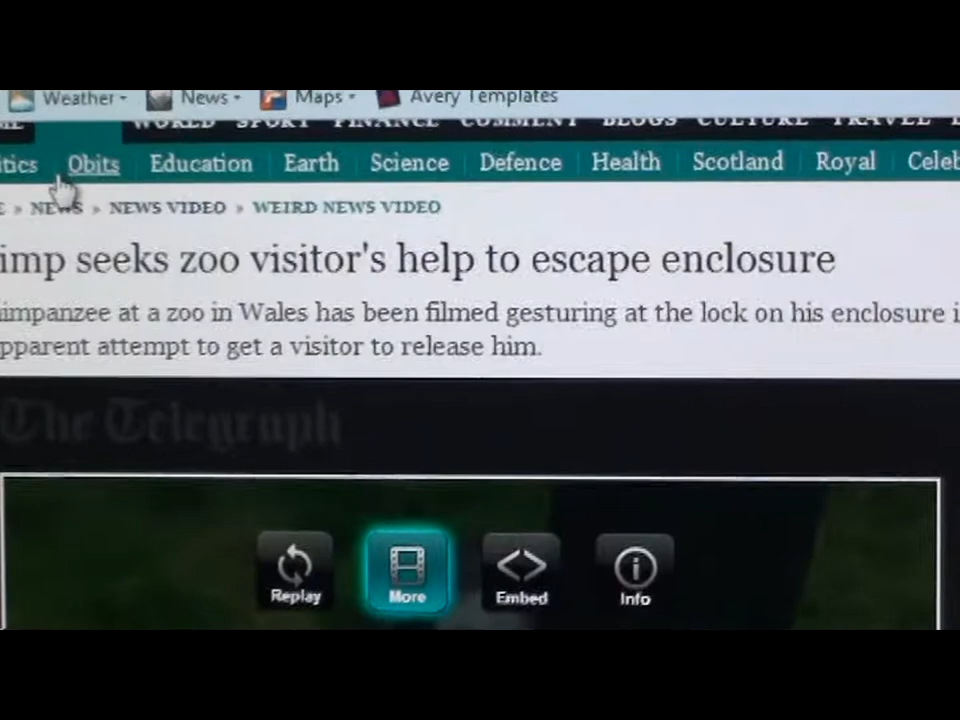 Weather News Maps Avery Templates
WORLD SPORT FINANCE COMMENT BLOGS CULTURE TRAVEL
itics Obits Education Earth Science Defence Health Scotland Royal Celeb
» NEWS » NEWS VIDEO » WEIRD NEWS VIDEO
imp seeks zoo visitor's help to escape enclosure
impanzee at a zoo in Wales has been filmed gesturing at the lock on his enclosure i
pparent attempt to get a visitor to release him.
The Telegraph
Replay More Embed Info